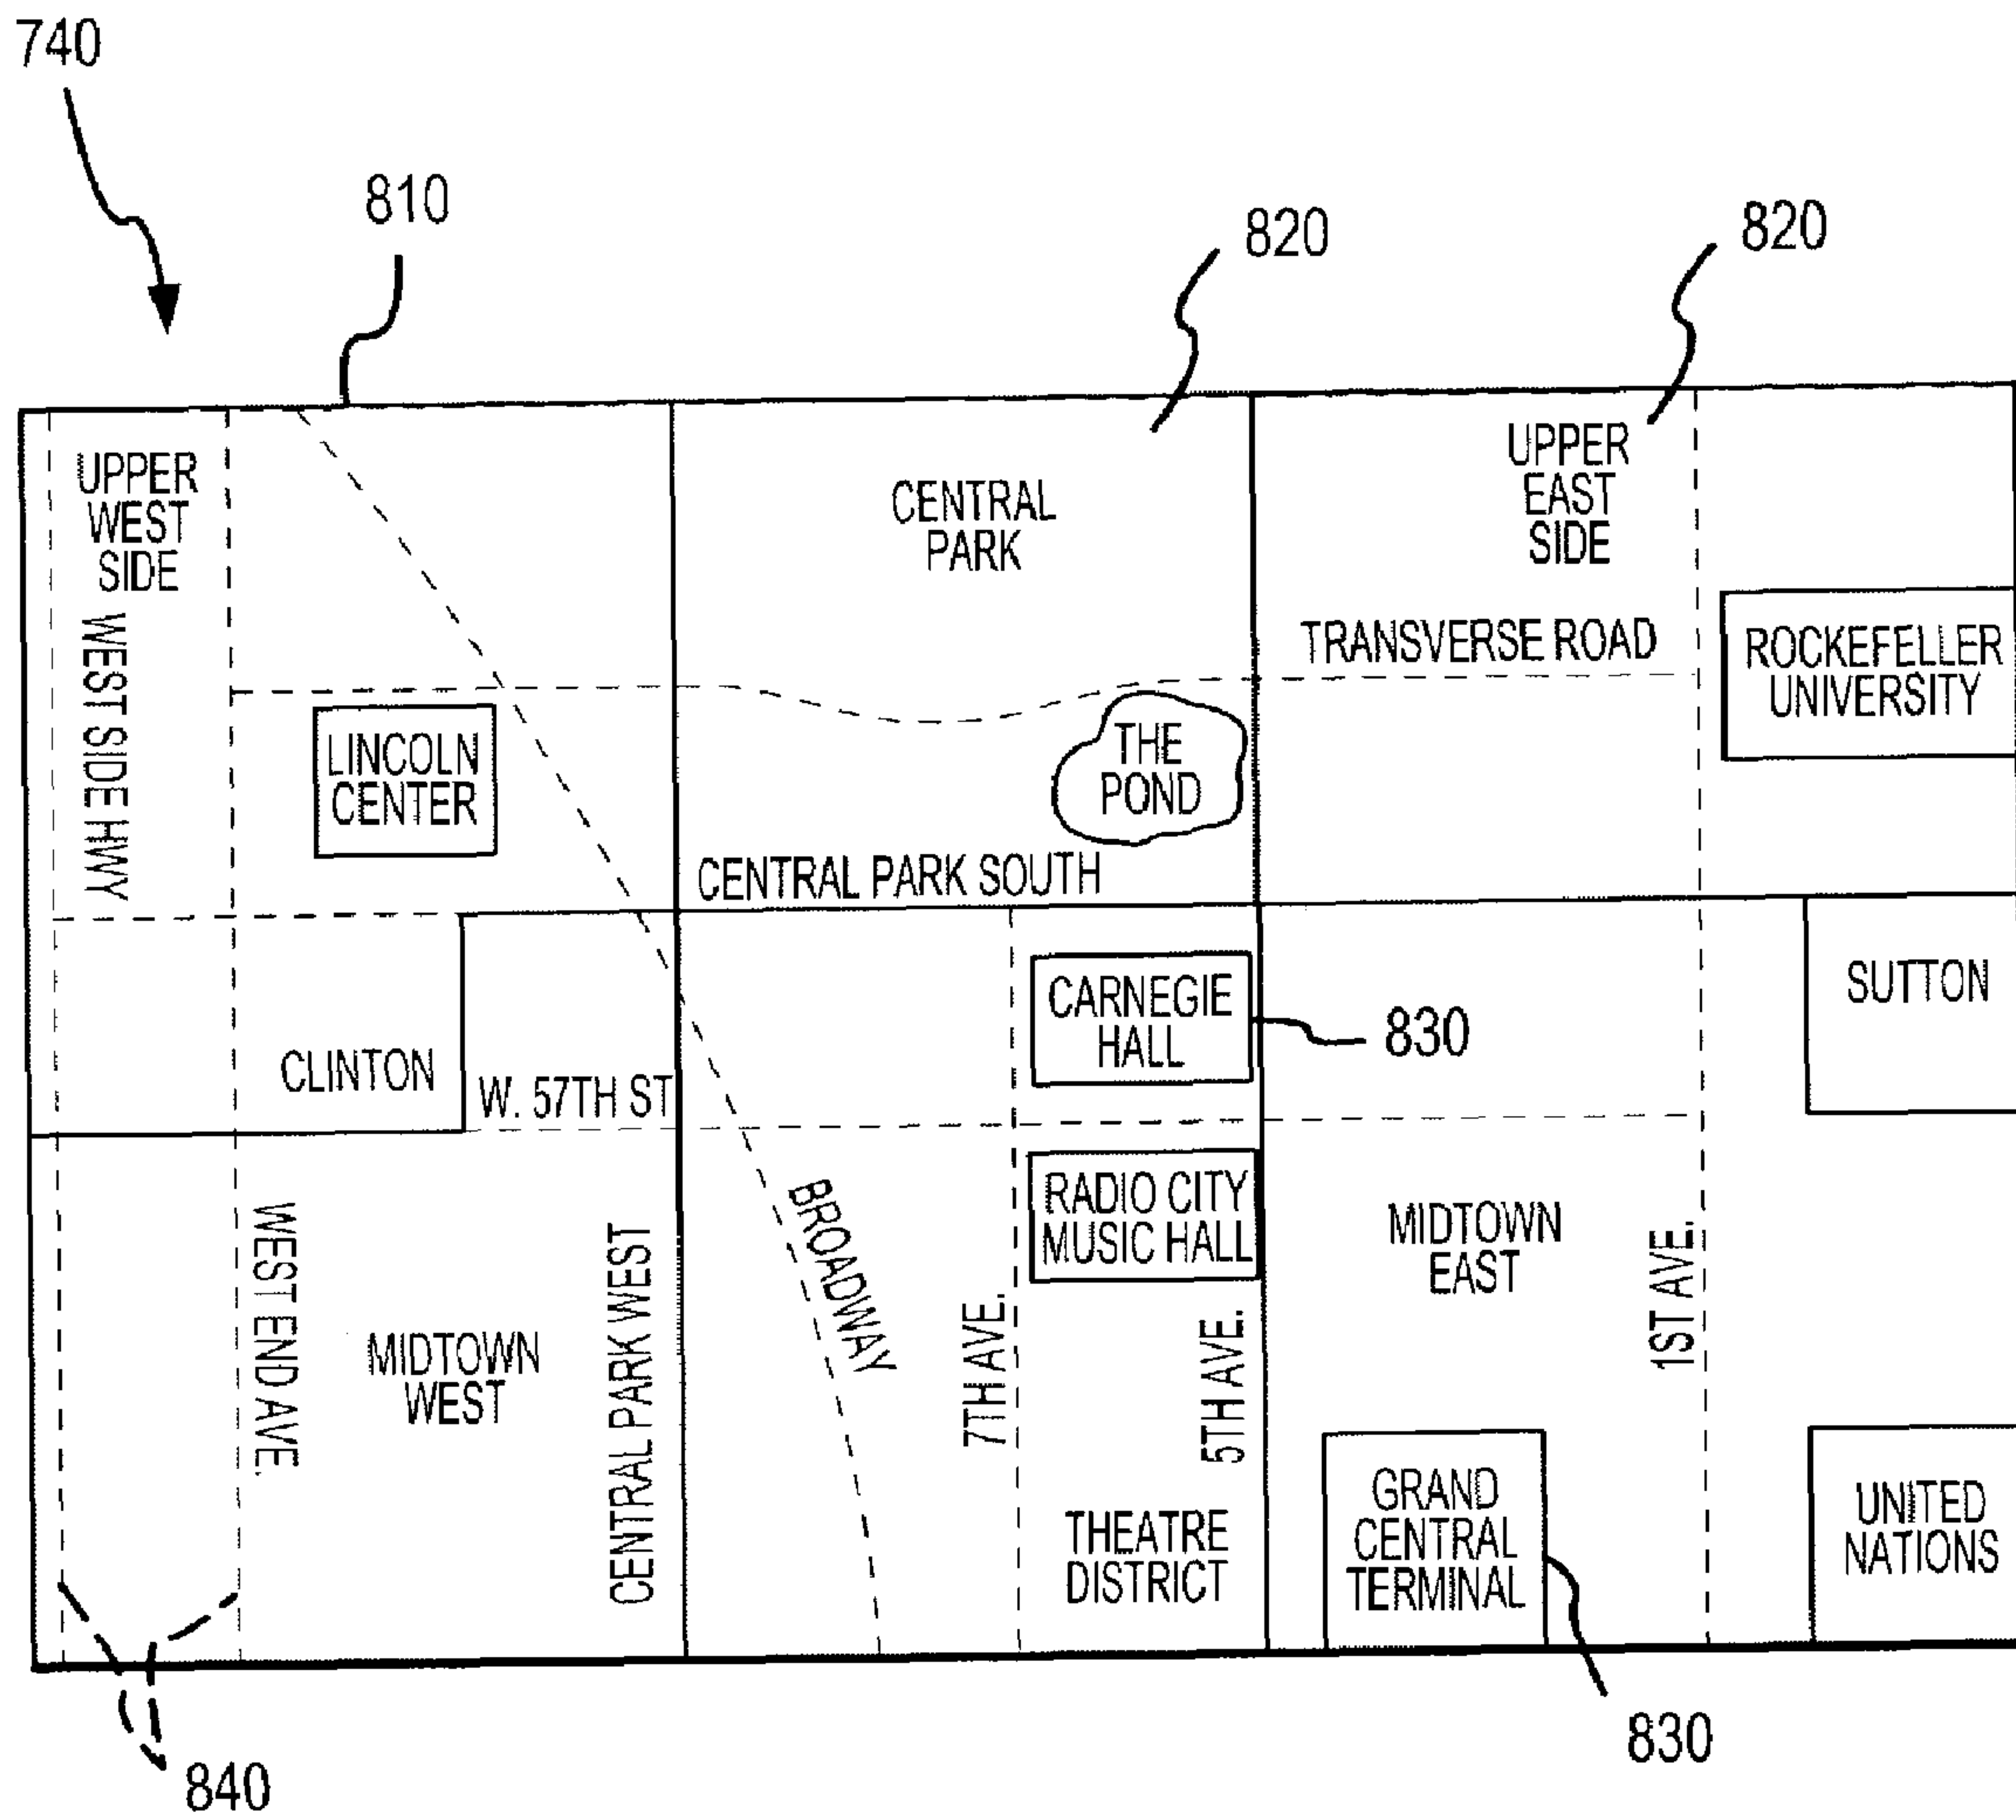 740
810
820
820
UPPER
WEST
SIDE
CENTRAL
PARK
UPPER
EAST
SIDE
WEST SIDE HWY
TRANSVERSE ROAD
ROCKEFELLER
UNIVERSITY
LINCOLN
CENTER
THE
POND
CENTRAL PARK SOUTH
CARNEGIE
HALL
830
SUTTON
CLINTON
W. 57TH ST
RADIO CITY
MUSIC HALL
BROADWAY
MIDTOWN
EAST
WEST END AVE.
CENTRAL PARK WEST
7TH AVE.
5TH AVE.
1ST AVE.
MIDTOWN
WEST
THEATRE
DISTRICT
GRAND
CENTRAL
TERMINAL
UNITED
NATIONS
830
840